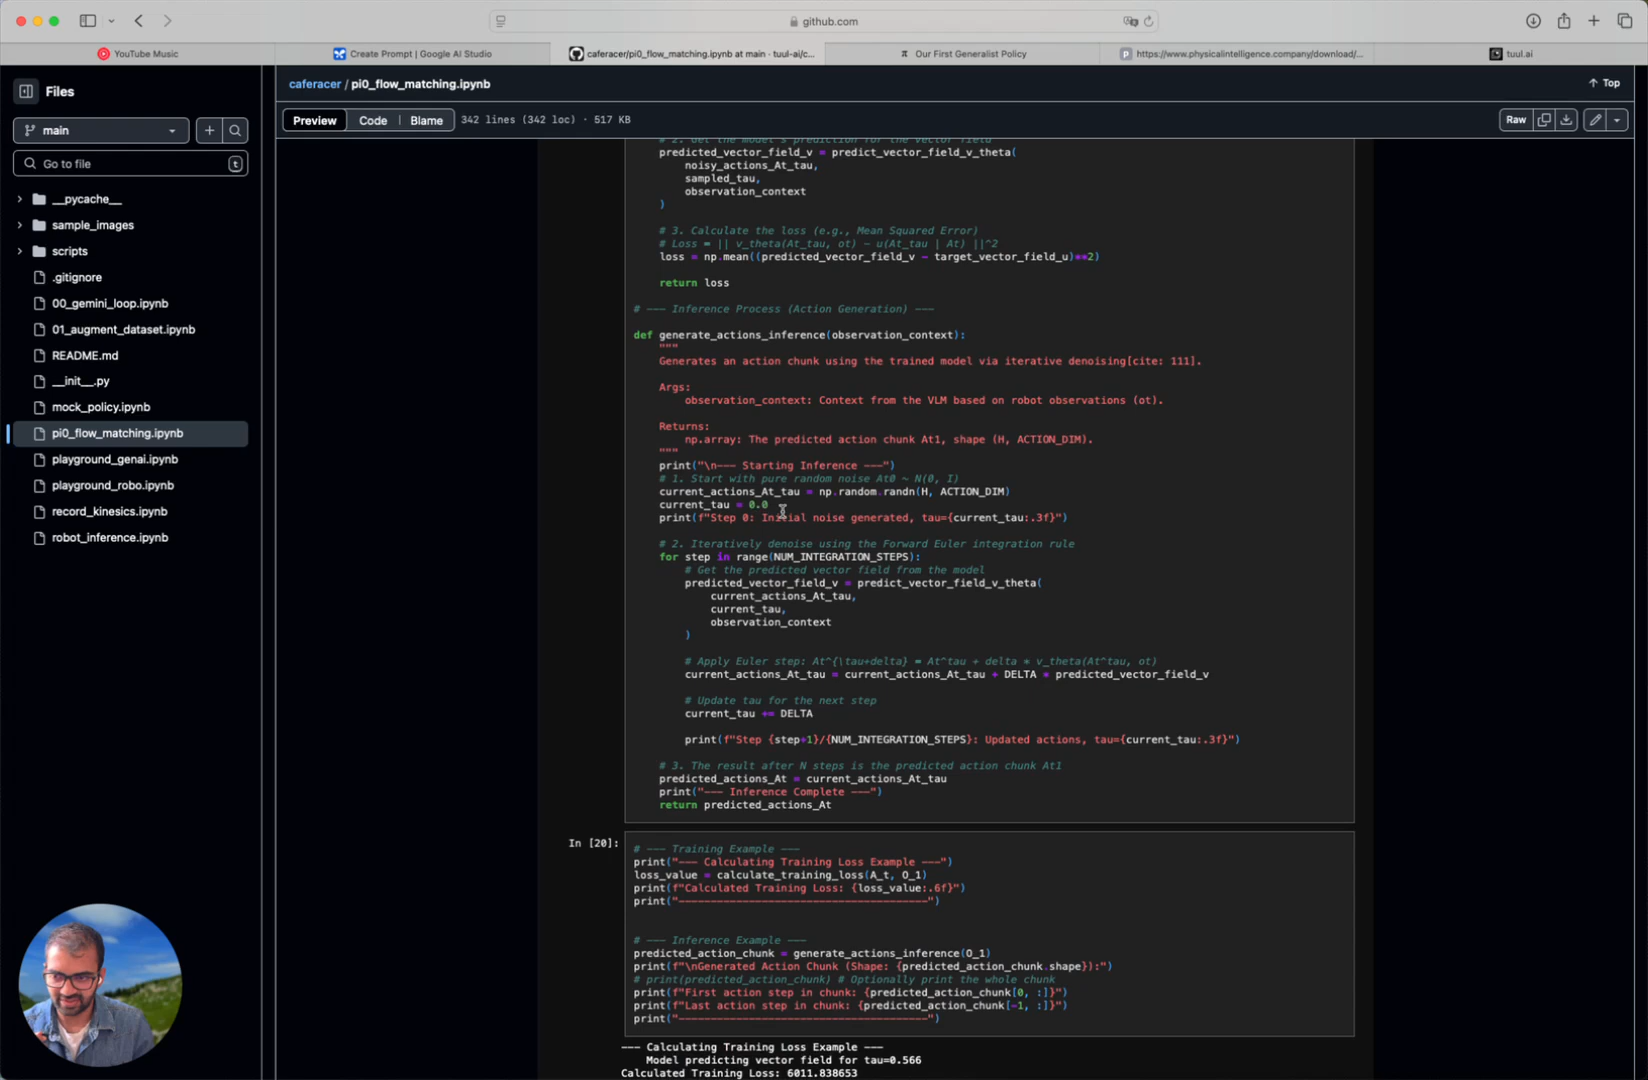 github.com
YouTube Music
Create Prompt | Google AI Studio
caferacer/pi0_flow_matching.ipynb at main · tuul-ai/c...
π Our First Generalist Policy
P https://www.physicalintelligence.company/download/...
tuul.ai
Files
caferacer / pi0_flow_matching.ipynb
Top
main
Preview
Code
Blame
342 lines (342 loc) · 517 KB
Raw
Go to file
t
__pycache__
sample_images
scripts
.gitignore
00_gemini_loop.ipynb
01_augment_dataset.ipynb
README.md
__init__.py
mock_policy.ipynb
pi0_flow_matching.ipynb
playground_genai.ipynb
playground_robo.ipynb
record_kinesics.ipynb
robot_inference.ipynb
# 2. Get the model's prediction for the vector field
predicted_vector_field_v = predict_vector_field_v_theta(
noisy_actions_At_tau,
sampled_tau,
observation_context
)
# 3. Calculate the loss (e.g., Mean Squared Error)
# Loss = || v_theta(At_tau, ot) - u(At_tau | At) ||^2
loss = np.mean((predicted_vector_field_v - target_vector_field_u)**2)
return loss
# --- Inference Process (Action Generation) ---
def generate_actions_inference(observation_context):
"""
Generates an action chunk using the trained model via iterative denoising[cite: 111].
Args:
observation_context: Context from the VLM based on robot observations (ot).
Returns:
np.array: The predicted action chunk At1, shape (H, ACTION_DIM).
"""
print("\n--- Starting Inference ---")
# 1. Start with pure random noise At0 ~ N(0, I)
current_actions_At_tau = np.random.randn(H, ACTION_DIM)
current_tau = 0.0
print(f"Step 0: Initial noise generated, tau={current_tau:.3f}")
# 2. Iteratively denoise using the Forward Euler integration rule
for step in range(NUM_INTEGRATION_STEPS):
# Get the predicted vector field from the model
predicted_vector_field_v = predict_vector_field_v_theta(
current_actions_At_tau,
current_tau,
observation_context
)
# Apply Euler step: At^{\tau+delta} = At^tau + delta * v_theta(At^tau, ot)
current_actions_At_tau = current_actions_At_tau + DELTA * predicted_vector_field_v
# Update tau for the next step
current_tau += DELTA
print(f"Step {step+1}/{NUM_INTEGRATION_STEPS}: Updated actions, tau={current_tau:.3f}")
# 3. The result after N steps is the predicted action chunk At1
predicted_actions_At = current_actions_At_tau
print("--- Inference Complete ---")
return predicted_actions_At
In [20]:
# --- Training Example ---
print("--- Calculating Training Loss Example ---")
loss_value = calculate_training_loss(A_t, O_1)
print(f"Calculated Training Loss: {loss_value:.6f}")
print("---------------------------------------")
# --- Inference Example ---
predicted_action_chunk = generate_actions_inference(O_1)
print(f"\nGenerated Action Chunk (Shape: {predicted_action_chunk.shape}):")
# print(predicted_action_chunk) # Optionally print the whole chunk
print(f"First action step in chunk: {predicted_action_chunk[0, :]}")
print(f"Last action step in chunk: {predicted_action_chunk[-1, :]}")
print("---------------------------------------")
--- Calculating Training Loss Example ---
Model predicting vector field for tau=0.566
Calculated Training Loss: 6011.838653